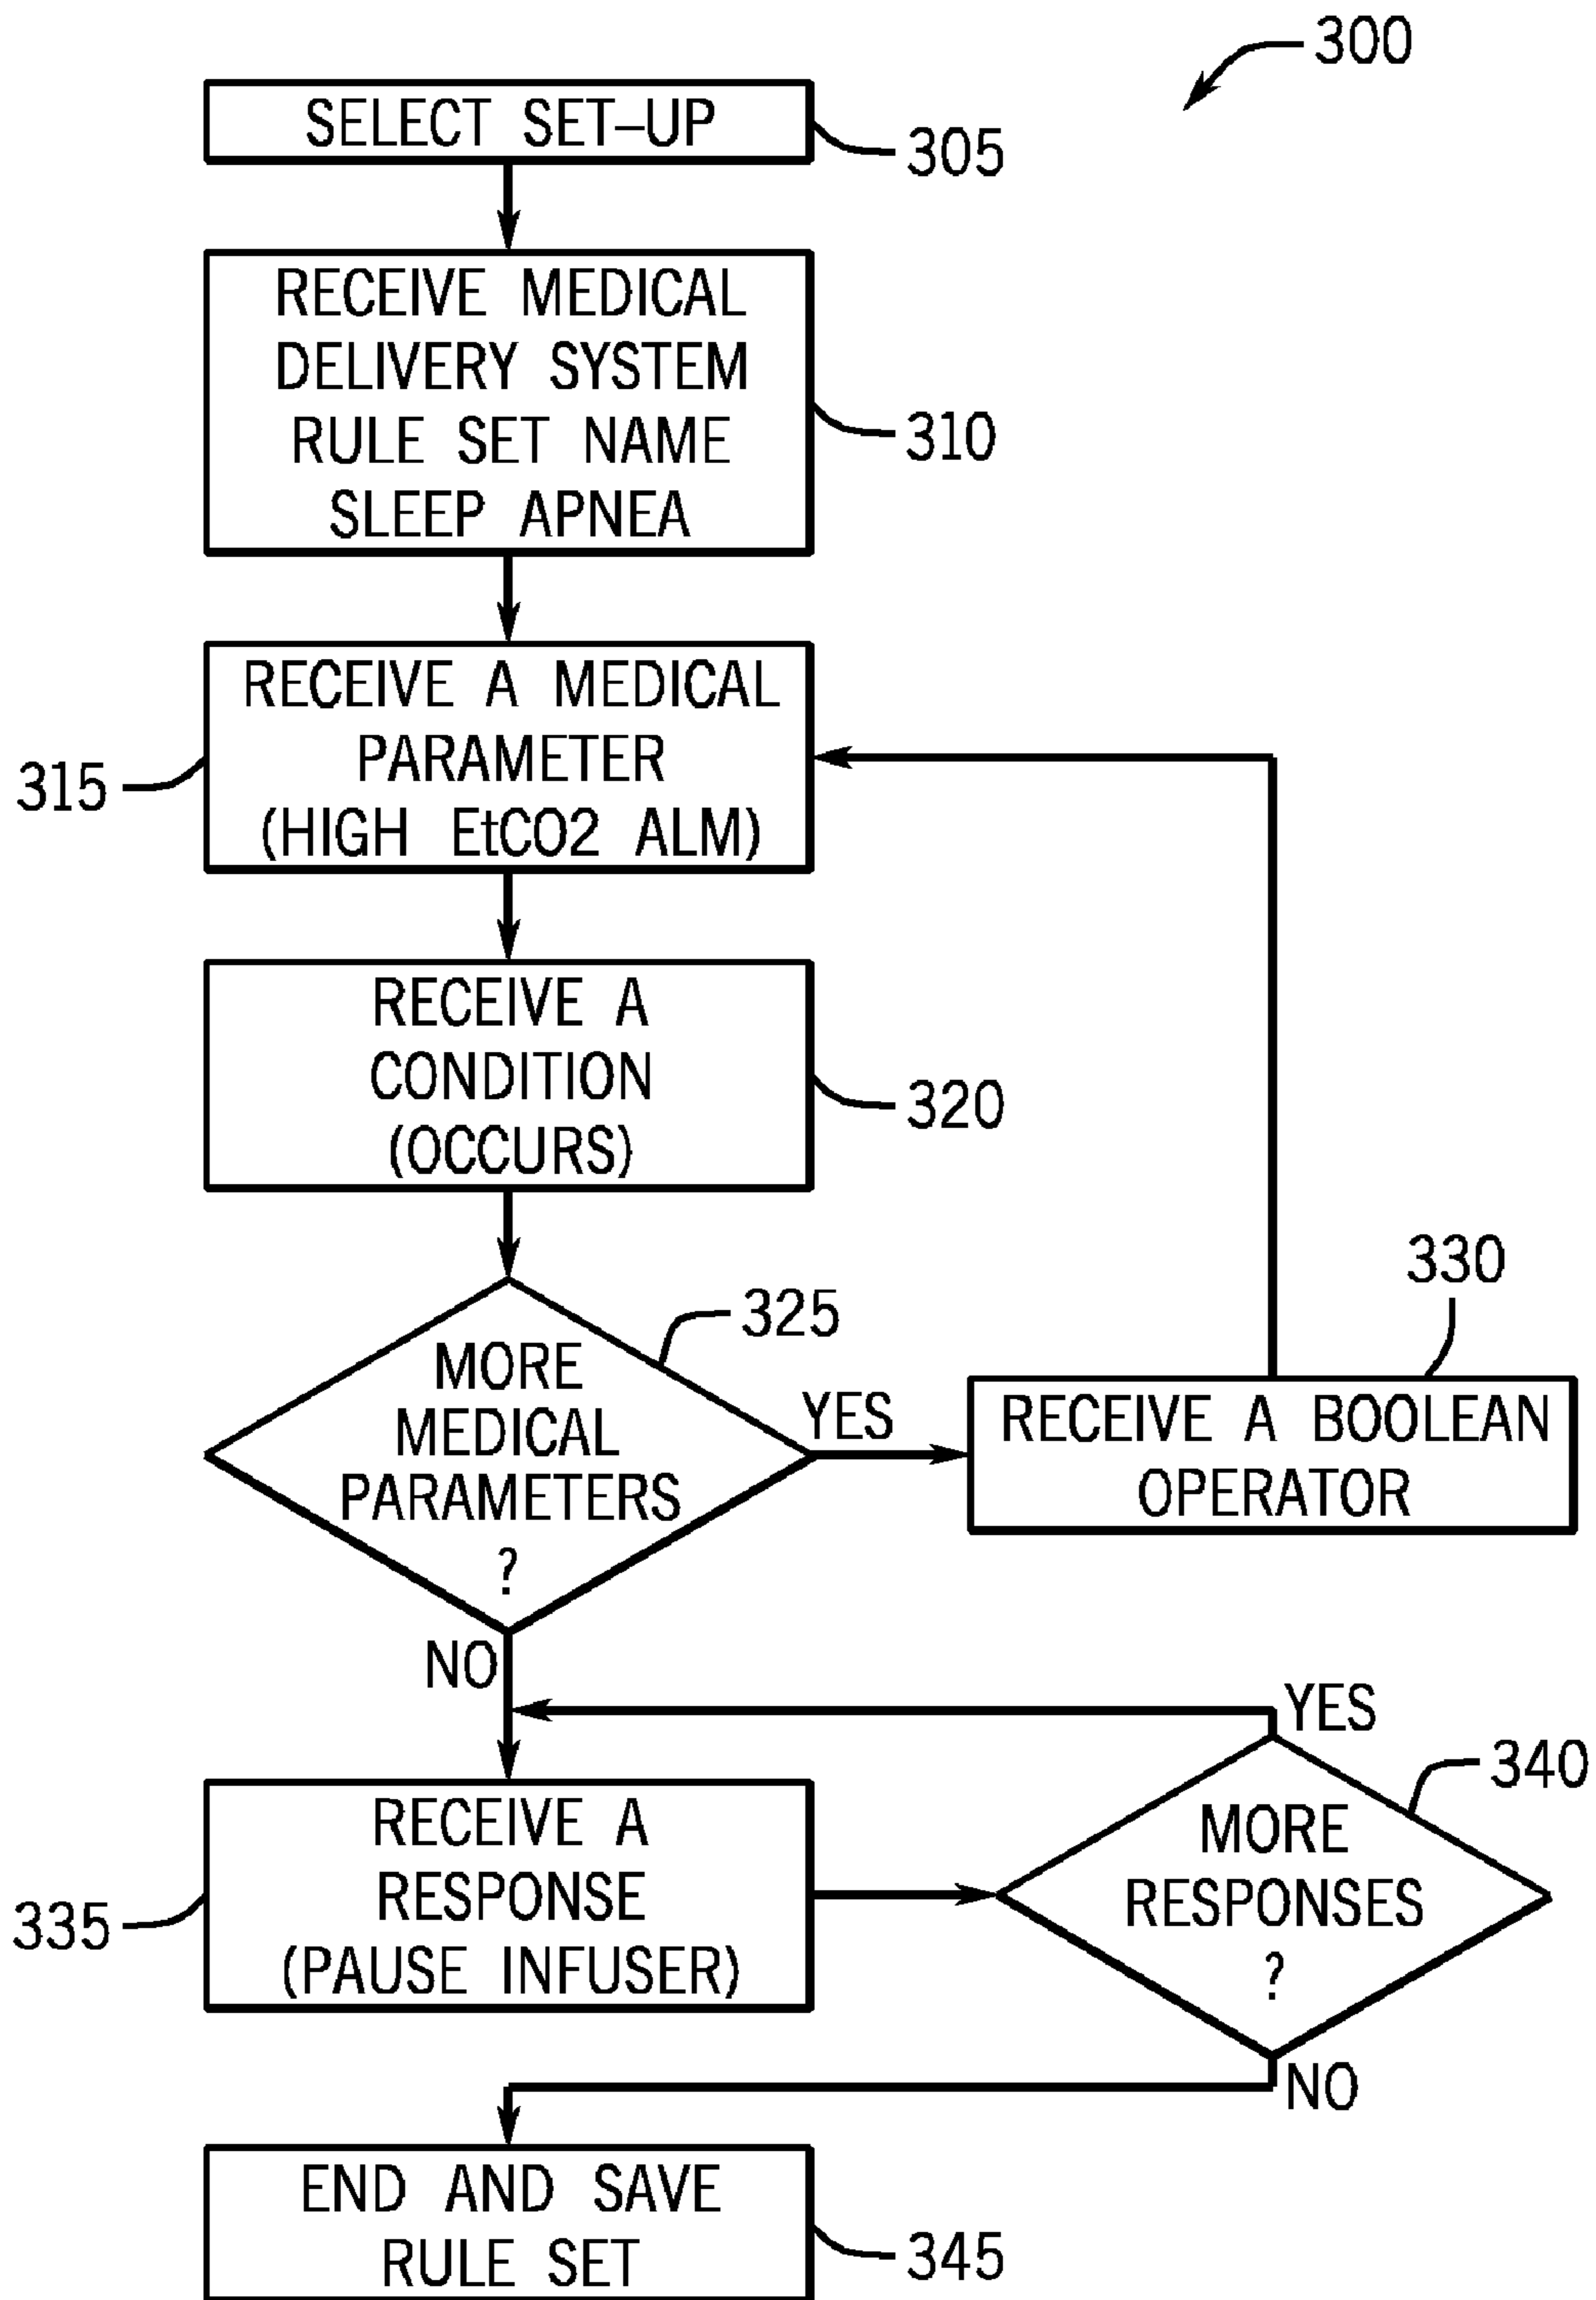 300
SELECT SET-UP
305
RECEIVE MEDICAL
DELIVERY SYSTEM
RULE SET NAME
SLEEP APNEA
310
RECEIVE A MEDICAL
PARAMETER
(HIGH EtCO2 ALM)
315
RECEIVE A
CONDITION
(OCCURS)
320
MORE
MEDICAL
PARAMETERS
?
325
YES
330
RECEIVE A BOOLEAN
OPERATOR
NO
YES
RECEIVE A
RESPONSE
(PAUSE INFUSER)
335
MORE
RESPONSES
?
340
NO
END AND SAVE
RULE SET
345